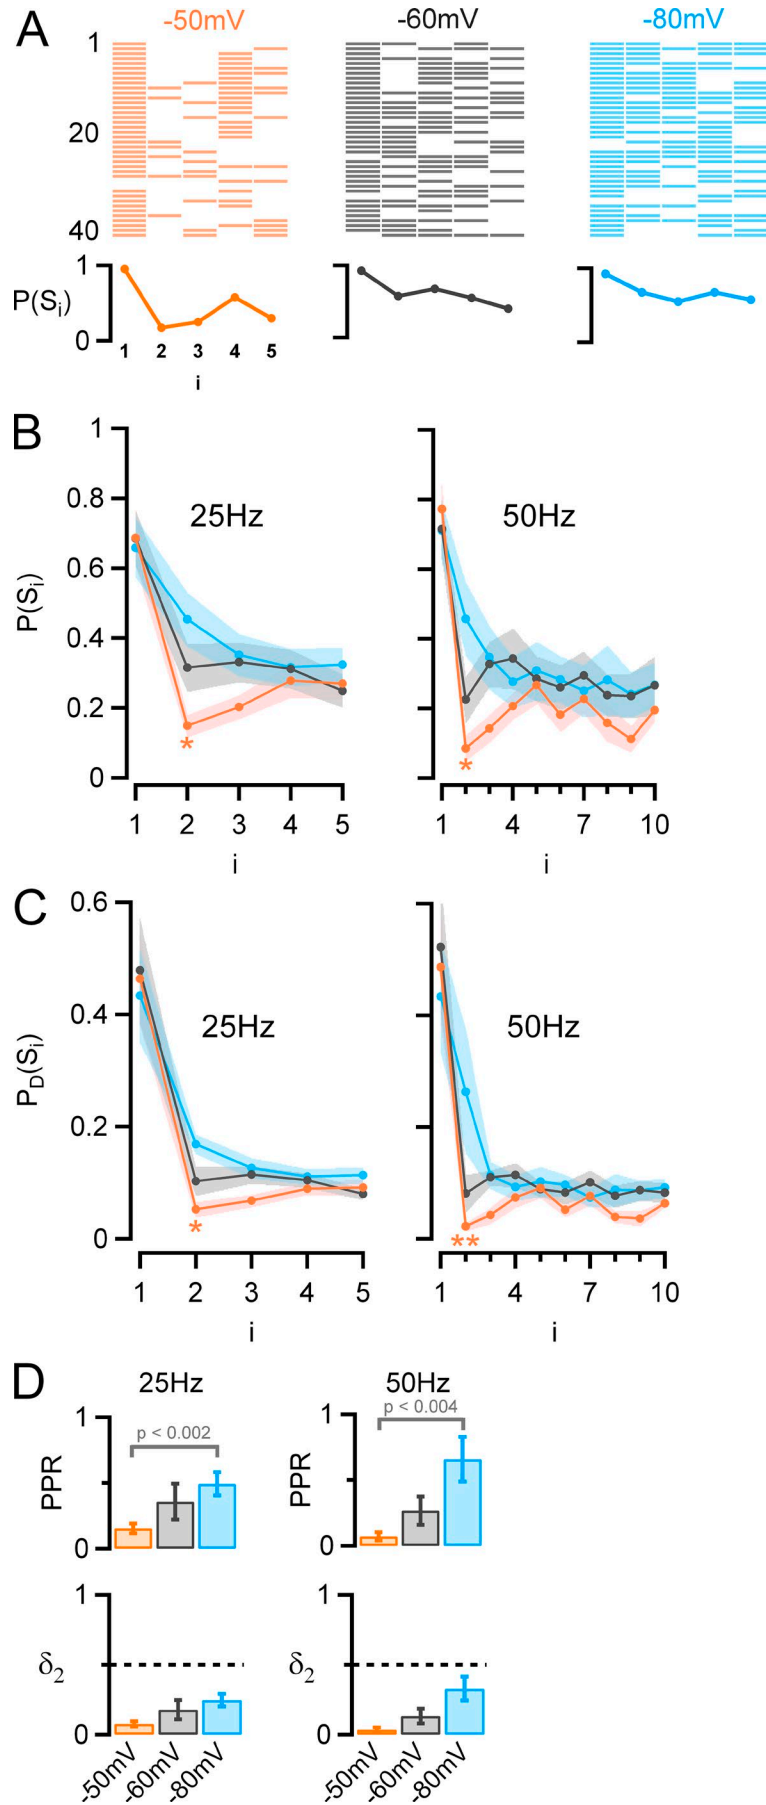 A
-50mV -60mV -80mV
1
20
40
P(Si)
1
0
1 2 3 4 5
i
B
P(Si)
1
0.8
0.6
0.4
0.2
0
25Hz 50Hz
*
*
1 2 3 4 5
1 4 7 10
i i
C
PD(Si)
0.6
0.4
0.2
0
25Hz 50Hz
*
**
1 2 3 4 5
1 4 7 10
i i
D
25Hz 50Hz
PPR
1
0
p < 0.002
PPR
1
0
p < 0.004
δ2
1
0
-50mV -60mV -80mV
δ2
1
0
-50mV -60mV -80mV